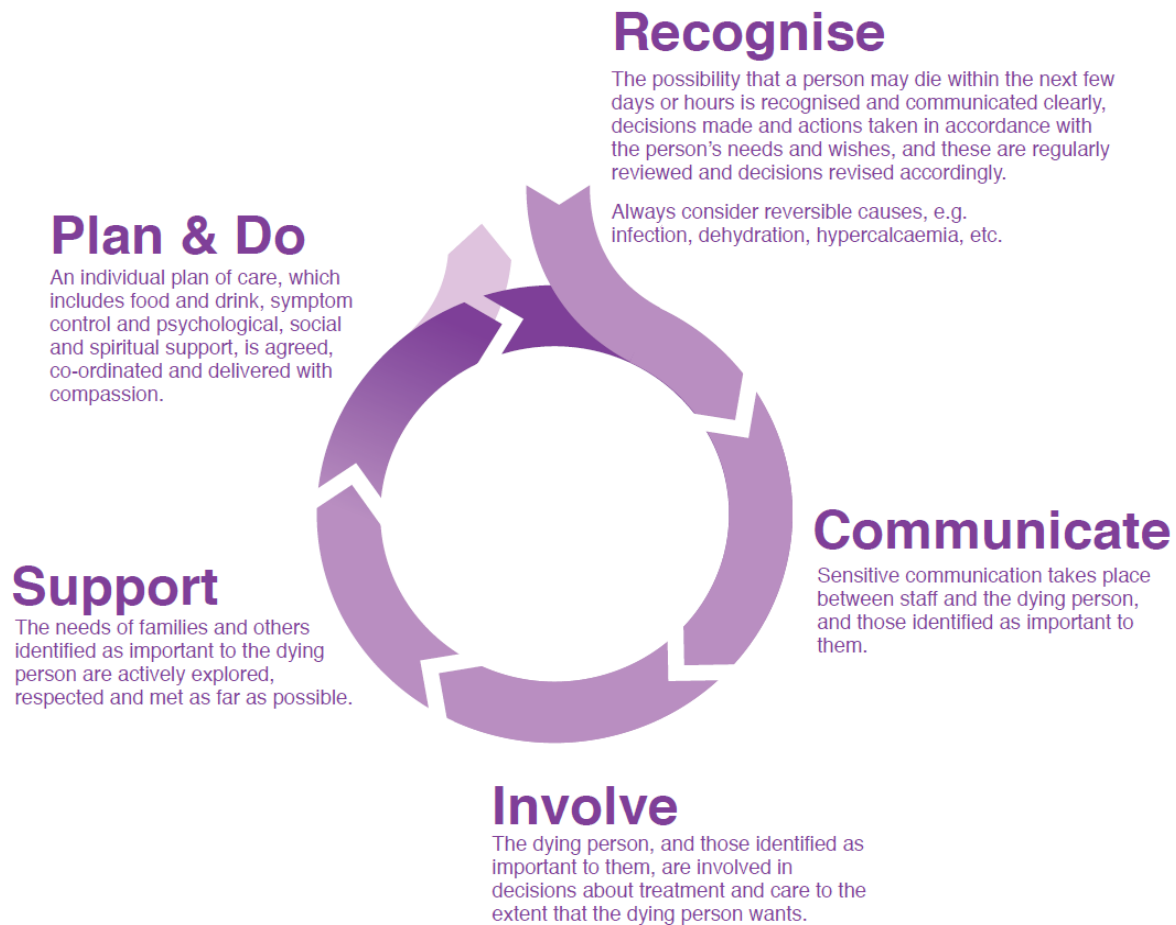 Recognise
The possibility that a person may die within the next few
days or hours is recognised and communicated clearly,
decisions made and actions taken in accordance with
the person's needs and wishes, and these are regularly
reviewed and decisions revised accordingly.
Always consider reversible causes, e.g.
infection, dehydration, hypercalcaemia, etc.
Communicate
Sensitive communication takes place
between staff and the dying person,
and those identified as important to
them.
Involve
The dying person, and those identified as
important to them, are involved in
decisions about treatment and care to the
extent that the dying person wants.
Support
The needs of families and others
identified as important to the dying
person are actively explored,
respected and met as far as possible.
Plan & Do
An individual plan of care, which
includes food and drink, symptom
control and psychological, social
and spiritual support, is agreed,
co-ordinated and delivered with
compassion.